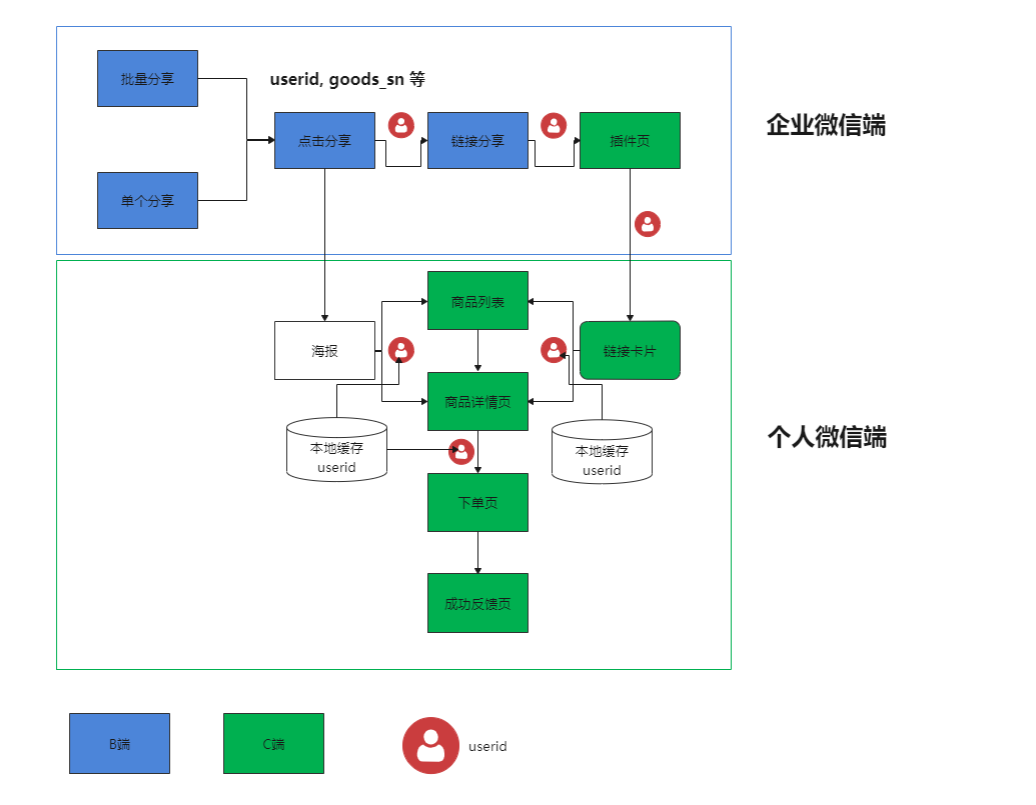 批量分享
userid, goods_sn 等
点击分享
链接分享
插件页
企业微信端
单个分享
商品列表
海报
链接卡片
商品详情页
个人微信端
本地缓存
userid
本地缓存
userid
下单页
成功反馈页
B端
C端
userid